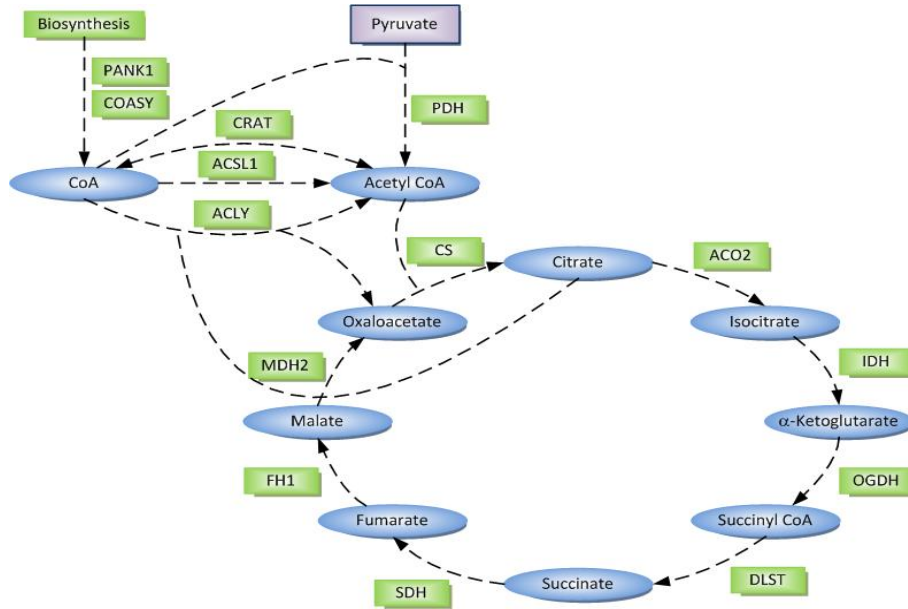 Biosynthesis
Pyruvate
PANK1
COASY
PDH
CRAT
ACSL1
CoA
Acetyl CoA
ACLY
CS
Citrate
ACO2
Oxaloacetate
Isocitrate
MDH2
IDH
Malate
α-Ketoglutarate
FH1
OGDH
Fumarate
Succinyl CoA
SDH
Succinate
DLST